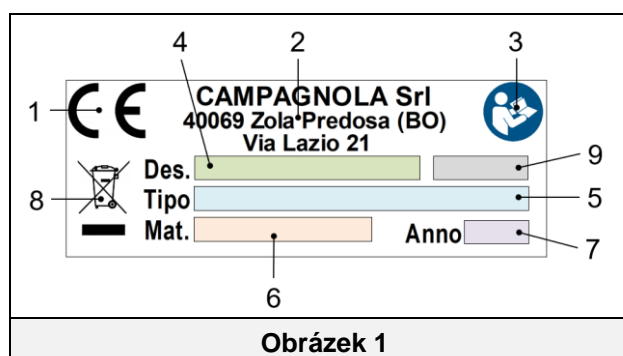 4 2 3
1 CE CAMPAGNOLA Srl
40069 Zola Predosa (BO)
Via Lazio 21
Des. 9
8 Tipo 5
Mat. Anno 7
6
Obrázek 1